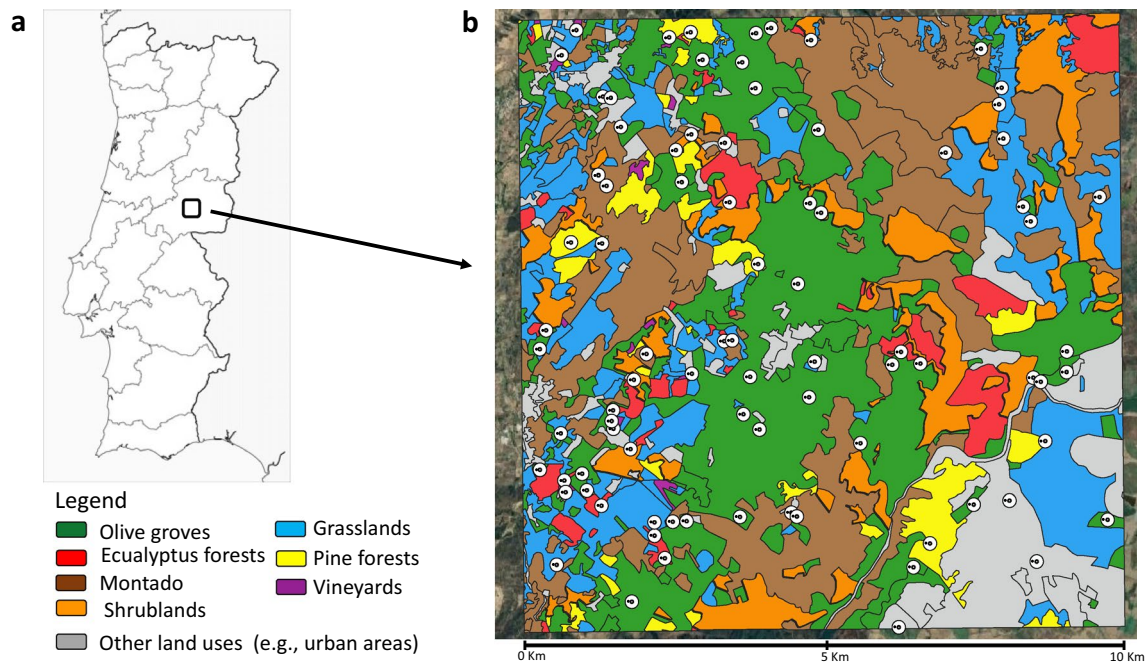 a
b
Legend
Olive groves
Ecualyptus forests
Montado
Shrublands
Other land uses (e.g., urban areas)
Grasslands
Pine forests
Vineyards
0 Km
5 Km
10 Km